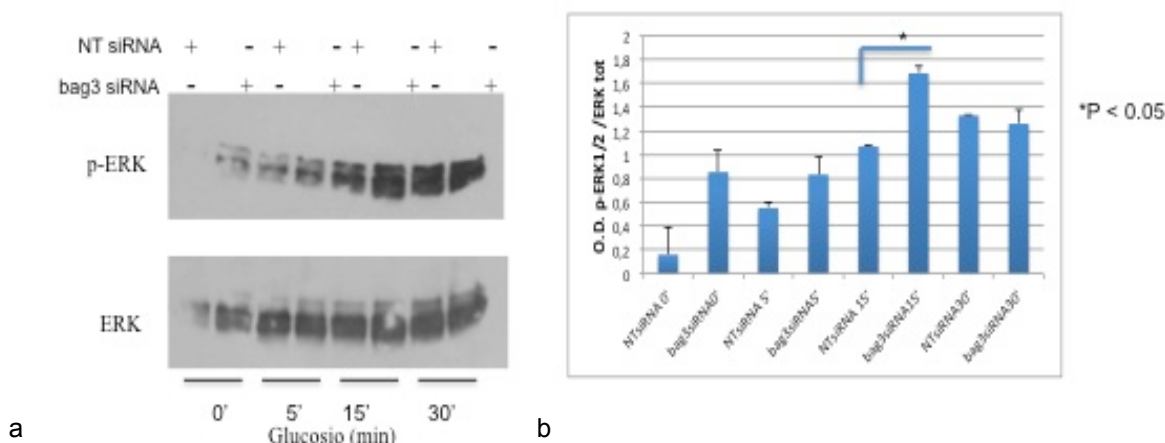 NT siRNA + - + - + - + -
bag3 siRNA - + - + - + - +
p-ERK
ERK
0' 5' 15' 30'
Glucosio (min)
a
2
1,8
1,6
1,4
1,2
1
0,8
0,6
0,4
0,2
0
O.D. p-ERK1/2 /ERK tot
*
NTsiRNA 0'
bag3siRNA0'
NTsiRNA 5'
bag3siRNA5'
NTsiRNA 15'
bag3siRNA15'
NTsiRNA30'
bag3siRNA30'
*P < 0.05
b